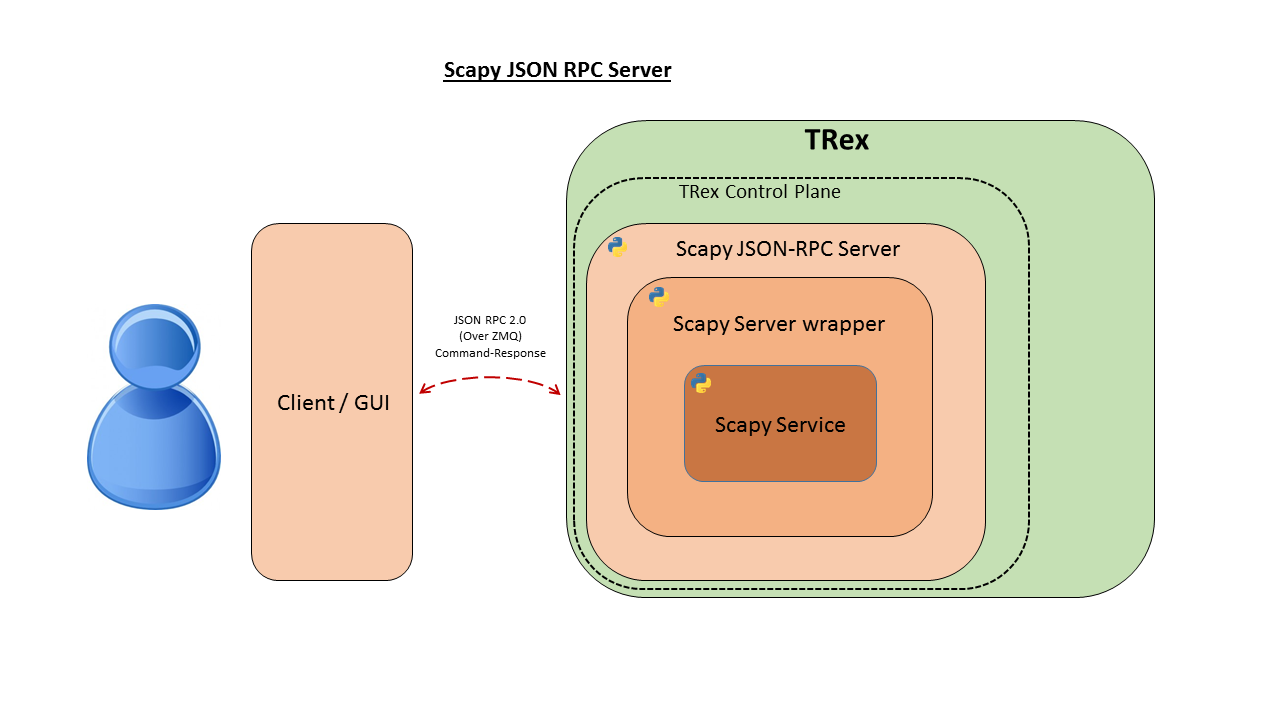 Scapy JSON RPC Server
TRex
TRex Control Plane
Scapy JSON-RPC Server
Scapy Server wrapper
Scapy Service
JSON RPC 2.0
(Over ZMQ)
Command-Response
Client / GUI